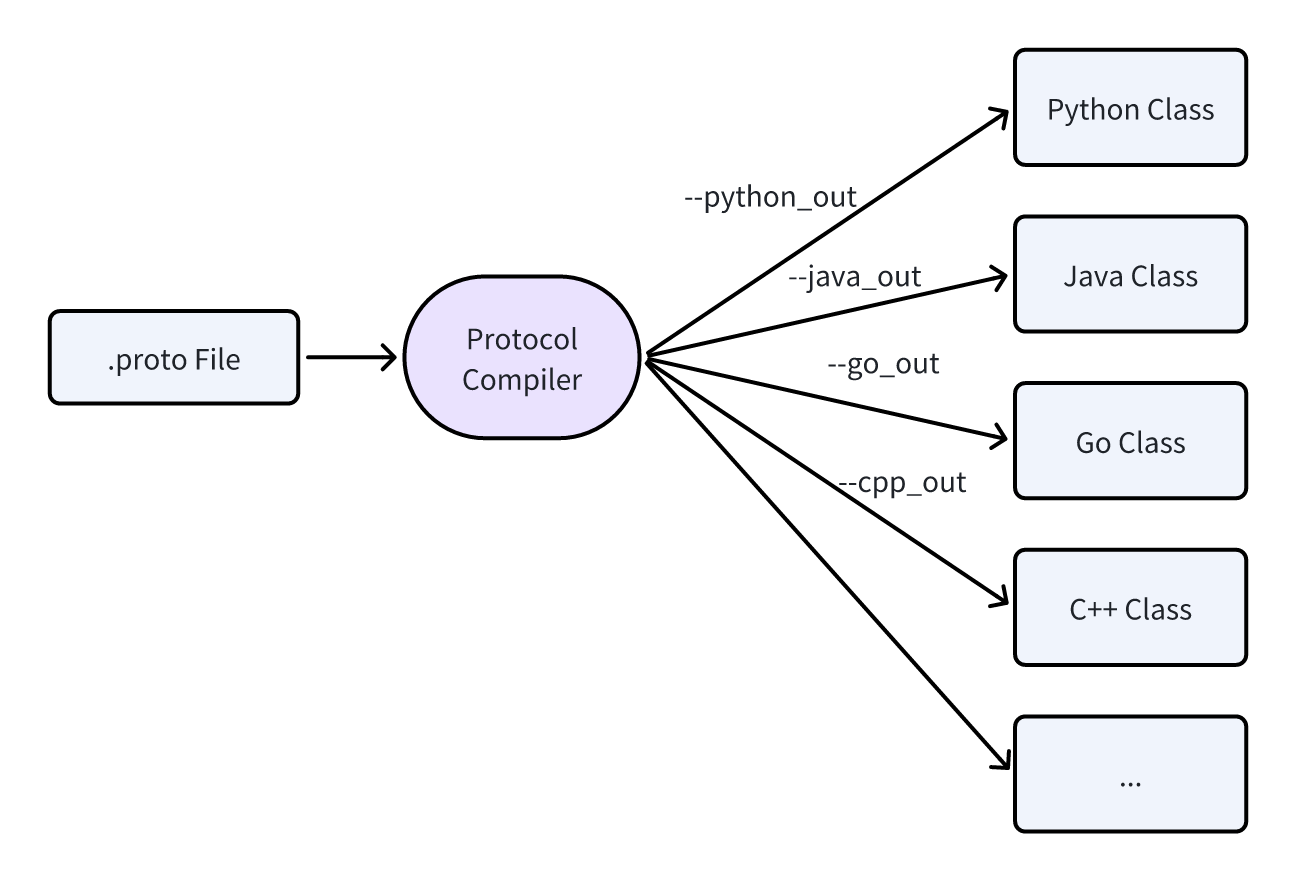 .proto File
Protocol
Compiler
--python_out
--java_out
--go_out
--cpp_out
Python Class
Java Class
Go Class
C++ Class
...